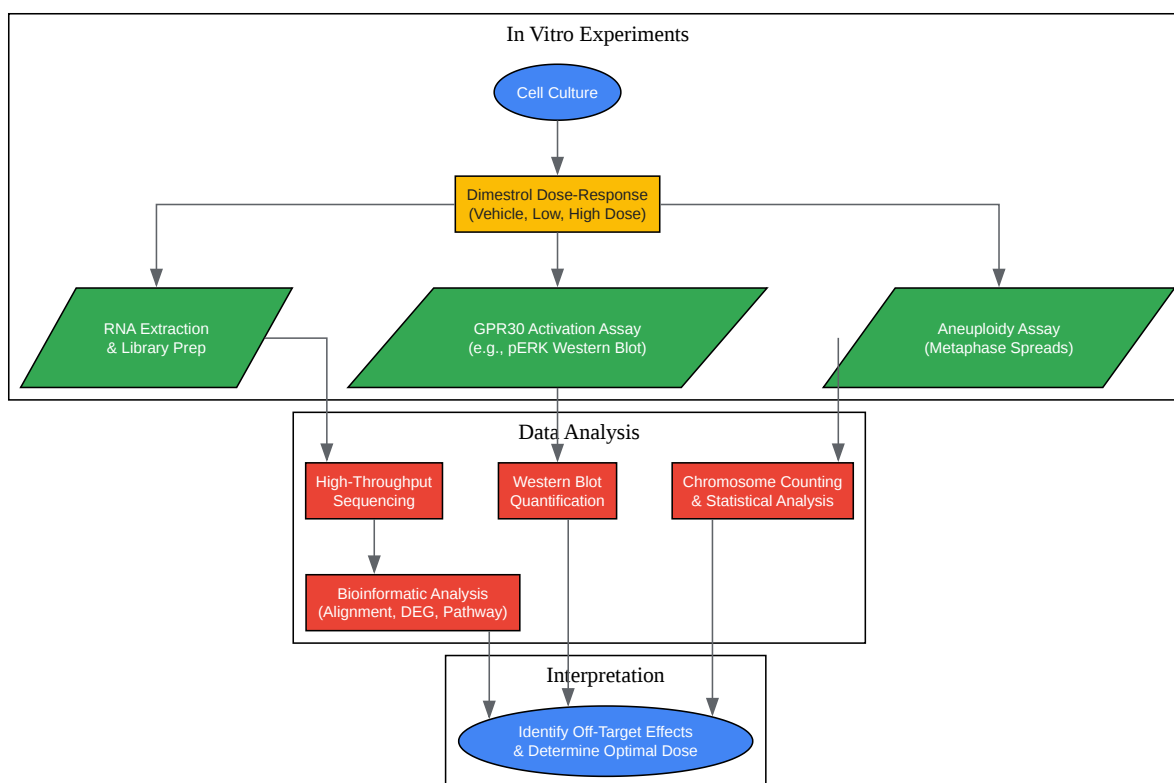 In Vitro Experiments
Cell Culture
Dimestrol Dose-Response
(Vehicle, Low, High Dose)
RNA Extraction
& Library Prep
GPR30 Activation Assay
(e.g., pERK Western Blot)
Aneuploidy Assay
(Metaphase Spreads)
Data Analysis
High-Throughput
Sequencing
Western Blot
Quantification
Chromosome Counting
& Statistical Analysis
Bioinformatic Analysis
(Alignment, DEG, Pathway)
Interpretation
Identify Off-Target Effects
& Determine Optimal Dose